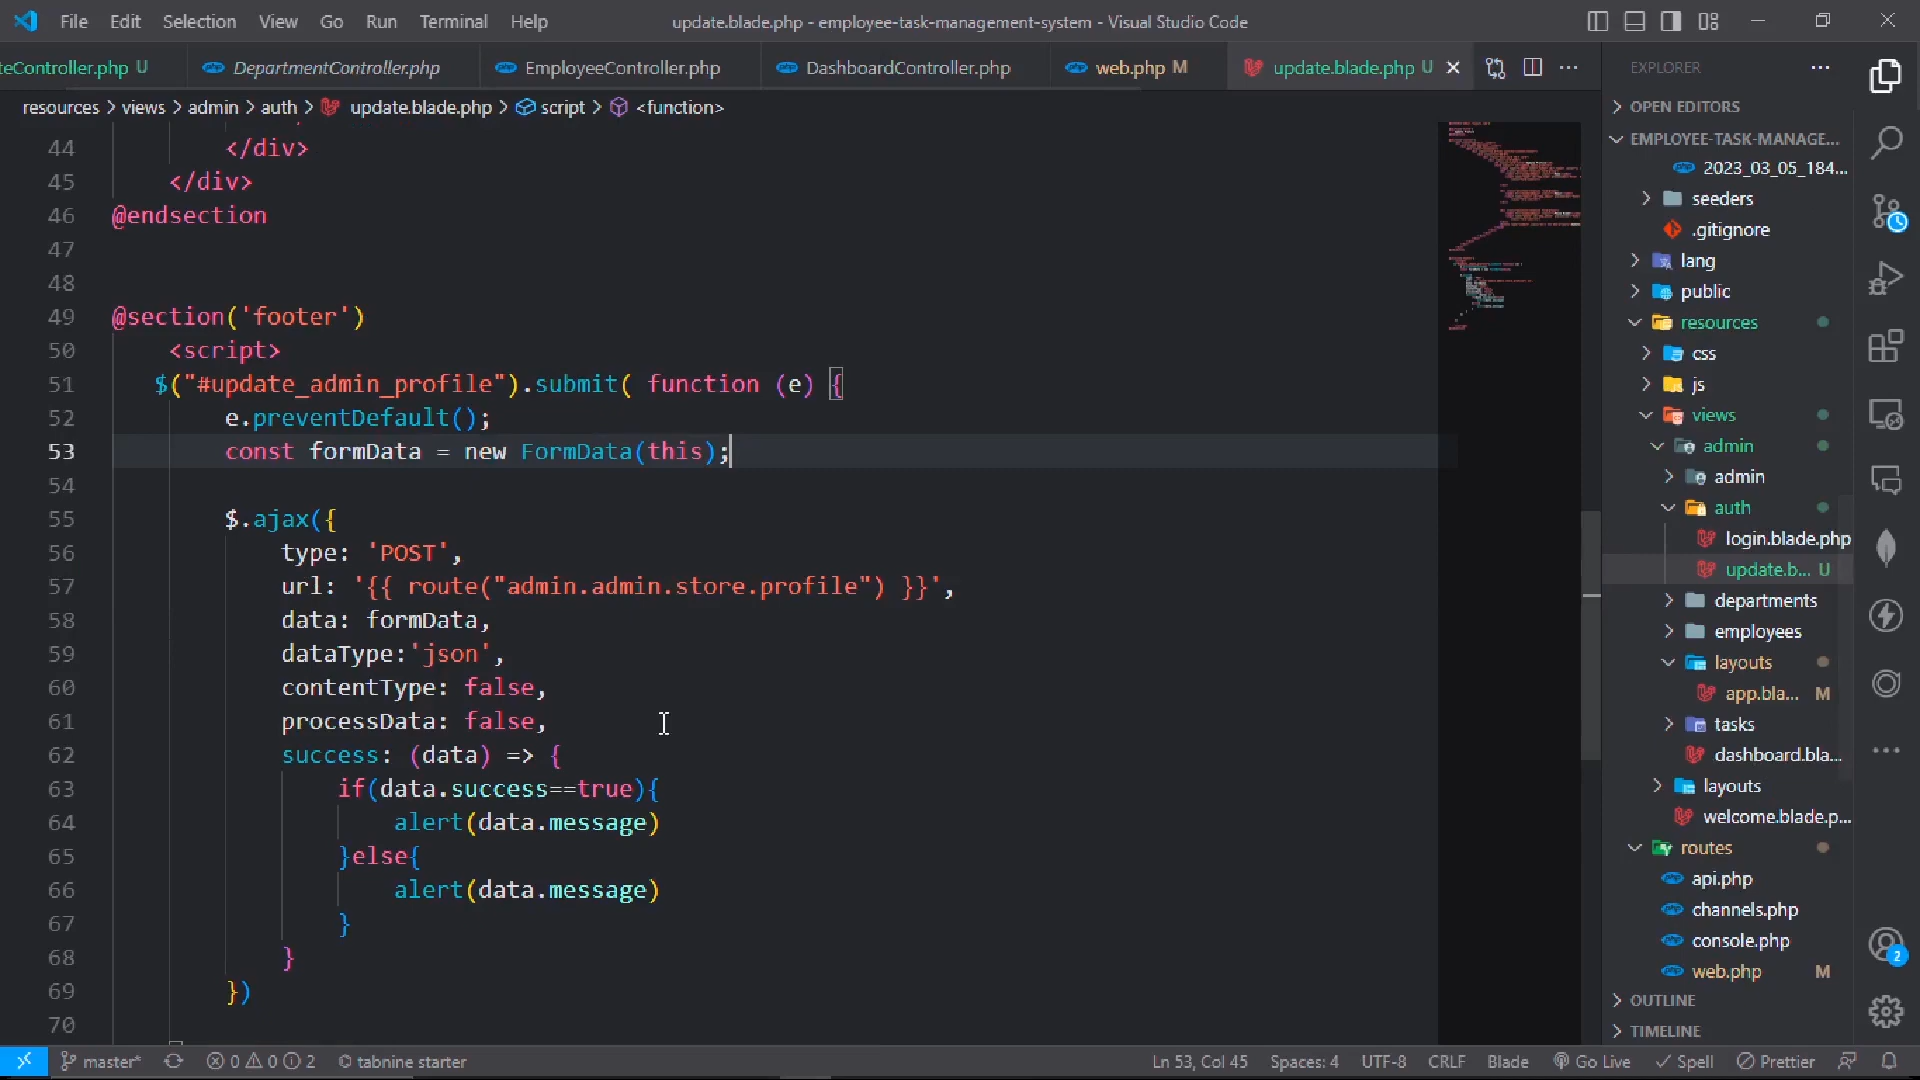 File Edit Selection View Go Run Terminal Help
update.blade.php - employee-task-management-system - Visual Studio Code
teController.php U
DepartmentController.php
EmployeeController.php
DashboardController.php
web.php M
update.blade.php U
EXPLORER
resources > views > admin > auth > update.blade.php > script > <function>
44 </div>
45 </div>
46 @endsection
47
48
49 @section('footer')
50 <script>
51 $("#update_admin_profile").submit( function (e) {
52 e.preventDefault();
53 const formData = new FormData(this);
54
55 $.ajax({
56 type: 'POST',
57 url: '{{ route("admin.admin.store.profile") }}',
58 data: formData,
59 dataType:'json',
60 contentType: false,
61 processData: false,
62 success: (data) => {
63 if(data.success==true){
64 alert(data.message)
65 }else{
66 alert(data.message)
67 }
68 }
69 })
70
OPEN EDITORS
EMPLOYEE-TASK-MANAGE...
2023_03_05_184...
seeders
.gitignore
lang
public
resources
css
js
views
admin
admin
auth
login.blade.php
update.b... U
departments
employees
layouts
app.bla... M
tasks
dashboard.bla...
layouts
welcome.blade.p...
routes
api.php
channels.php
console.php
web.php M
OUTLINE
TIMELINE
2
master* 0 0 2 tabnine starter
Ln 53, Col 45 Spaces: 4 UTF-8 CRLF Blade Go Live Spell Prettier